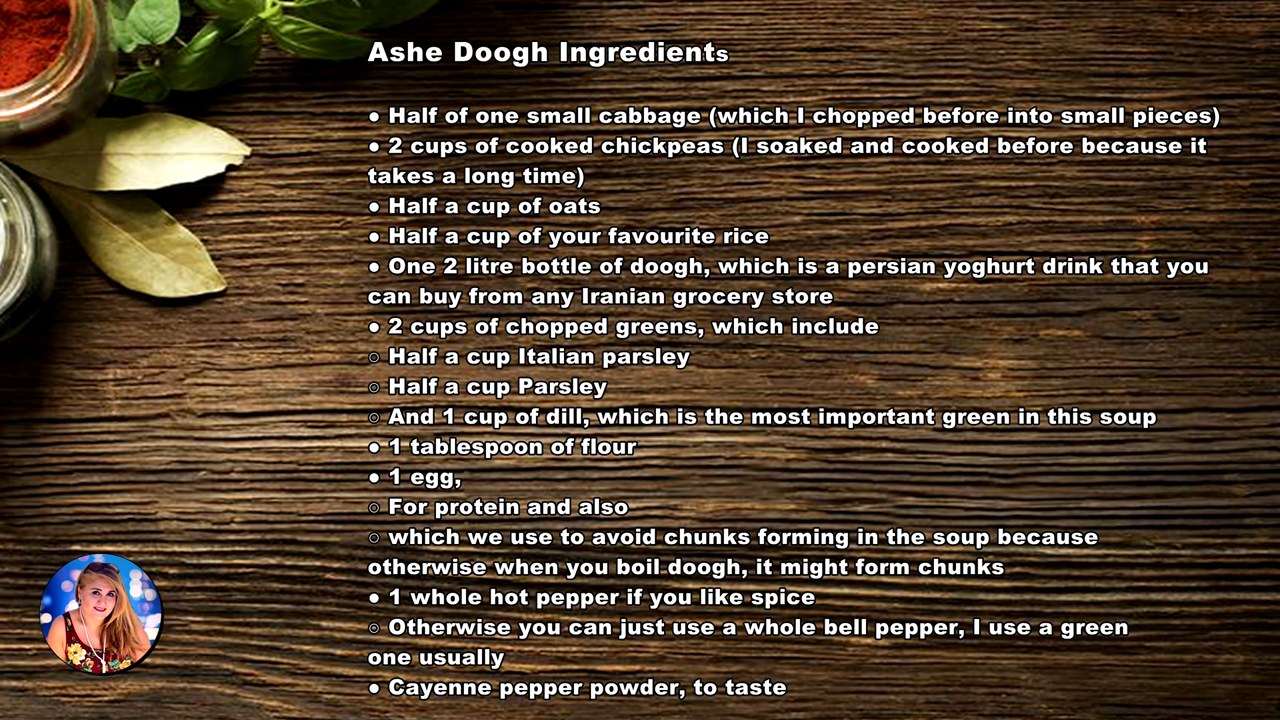 Ashe Doogh Ingredients
● Half of one small cabbage (which I chopped before into small pieces)
● 2 cups of cooked chickpeas (I soaked and cooked before because it
takes a long time)
● Half a cup of oats
● Half a cup of your favourite rice
● One 2 litre bottle of doogh, which is a persian yoghurt drink that you
can buy from any Iranian grocery store
● 2 cups of chopped greens, which include
○ Half a cup Italian parsley
○ Half a cup Parsley
○ And 1 cup of dill, which is the most important green in this soup
● 1 tablespoon of flour
● 1 egg,
○ For protein and also
○ which we use to avoid chunks forming in the soup because
otherwise when you boil doogh, it might form chunks
● 1 whole hot pepper if you like spice
○ Otherwise you can just use a whole bell pepper, I use a green
one usually
● Cayenne pepper powder, to taste